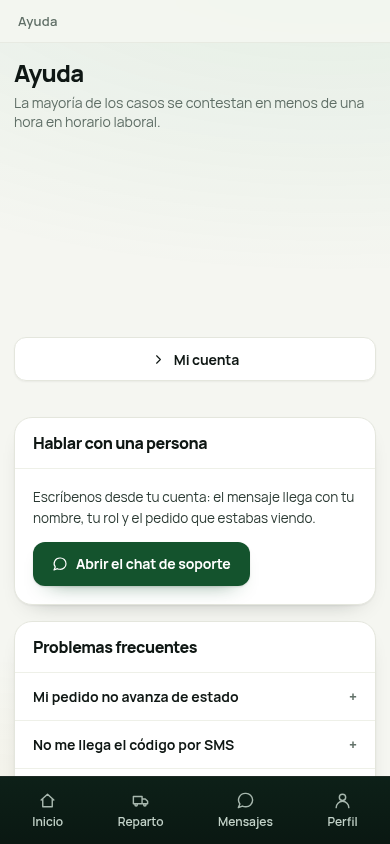 Ayuda
Ayuda
La mayoría de los casos se contestan en menos de una
hora en horario laboral.
Mi cuenta
Hablar con una persona
Escríbenos desde tu cuenta: el mensaje llega con tu
nombre, tu rol y el pedido que estabas viendo.
Abrir el chat de soporte
Problemas frecuentes
Mi pedido no avanza de estado +
No me llega el código por SMS +
Inicio Reparto Mensajes Perfil